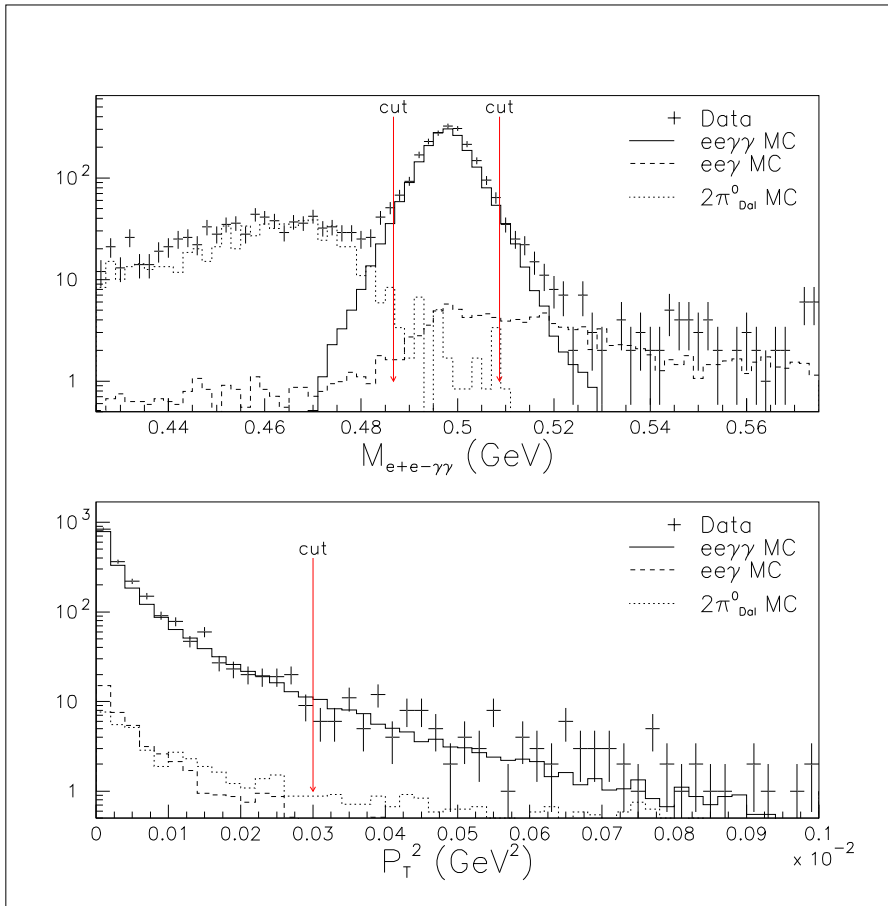 cut cut
Data
eeγγ MC
eeγ MC
2π⁰Dal MC
10²
10
1
0.44 0.46 0.48 0.5 0.52 0.54 0.56
M e+e-γγ (GeV)
cut
Data
eeγγ MC
eeγ MC
2π⁰Dal MC
10³
10²
10
1
0 0.01 0.02 0.03 0.04 0.05 0.06 0.07 0.08 0.09 0.1
× 10⁻²
P_T² (GeV²)